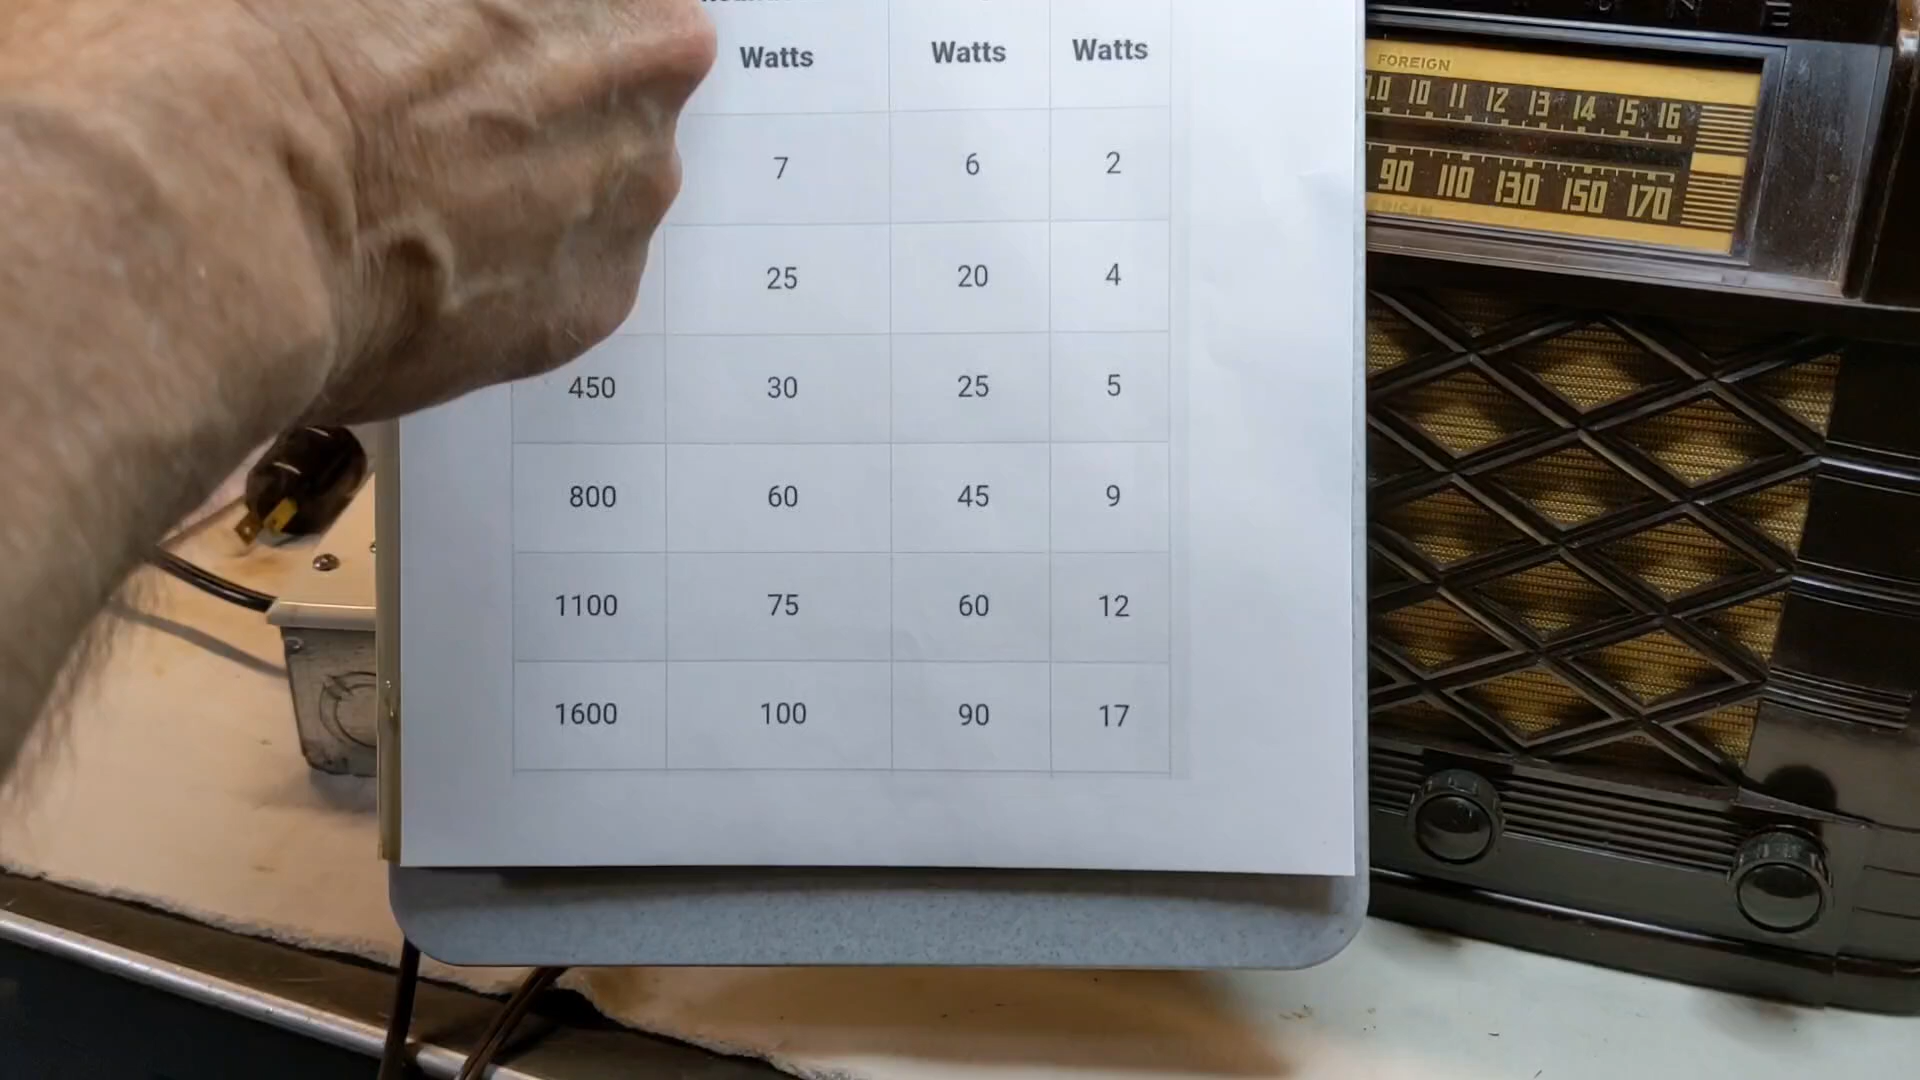 Watts Watts Watts
7 6 2
25 20 4
450 30 25 5
800 60 45 9
1100 75 60 12
1600 100 90 17
FOREIGN
10 11 12 13 14 15 16
90 110 130 150 170